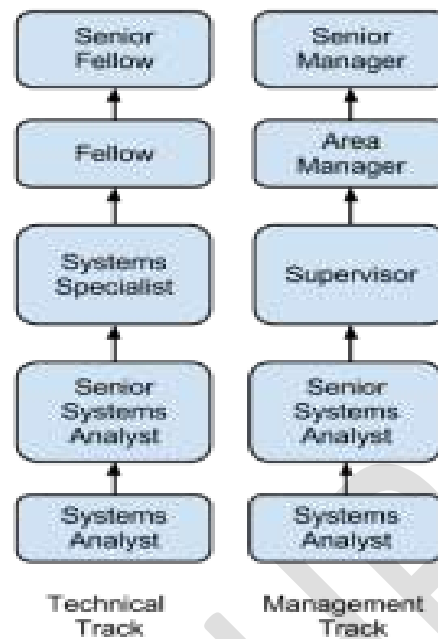 Senior
Fellow
Fellow
Systems
Specialist
Senior
Systems
Analyst
Systems
Analyst
Technical
Track
Senior
Manager
Area
Manager
Supervisor
Senior
Systems
Analyst
Systems
Analyst
Management
Track